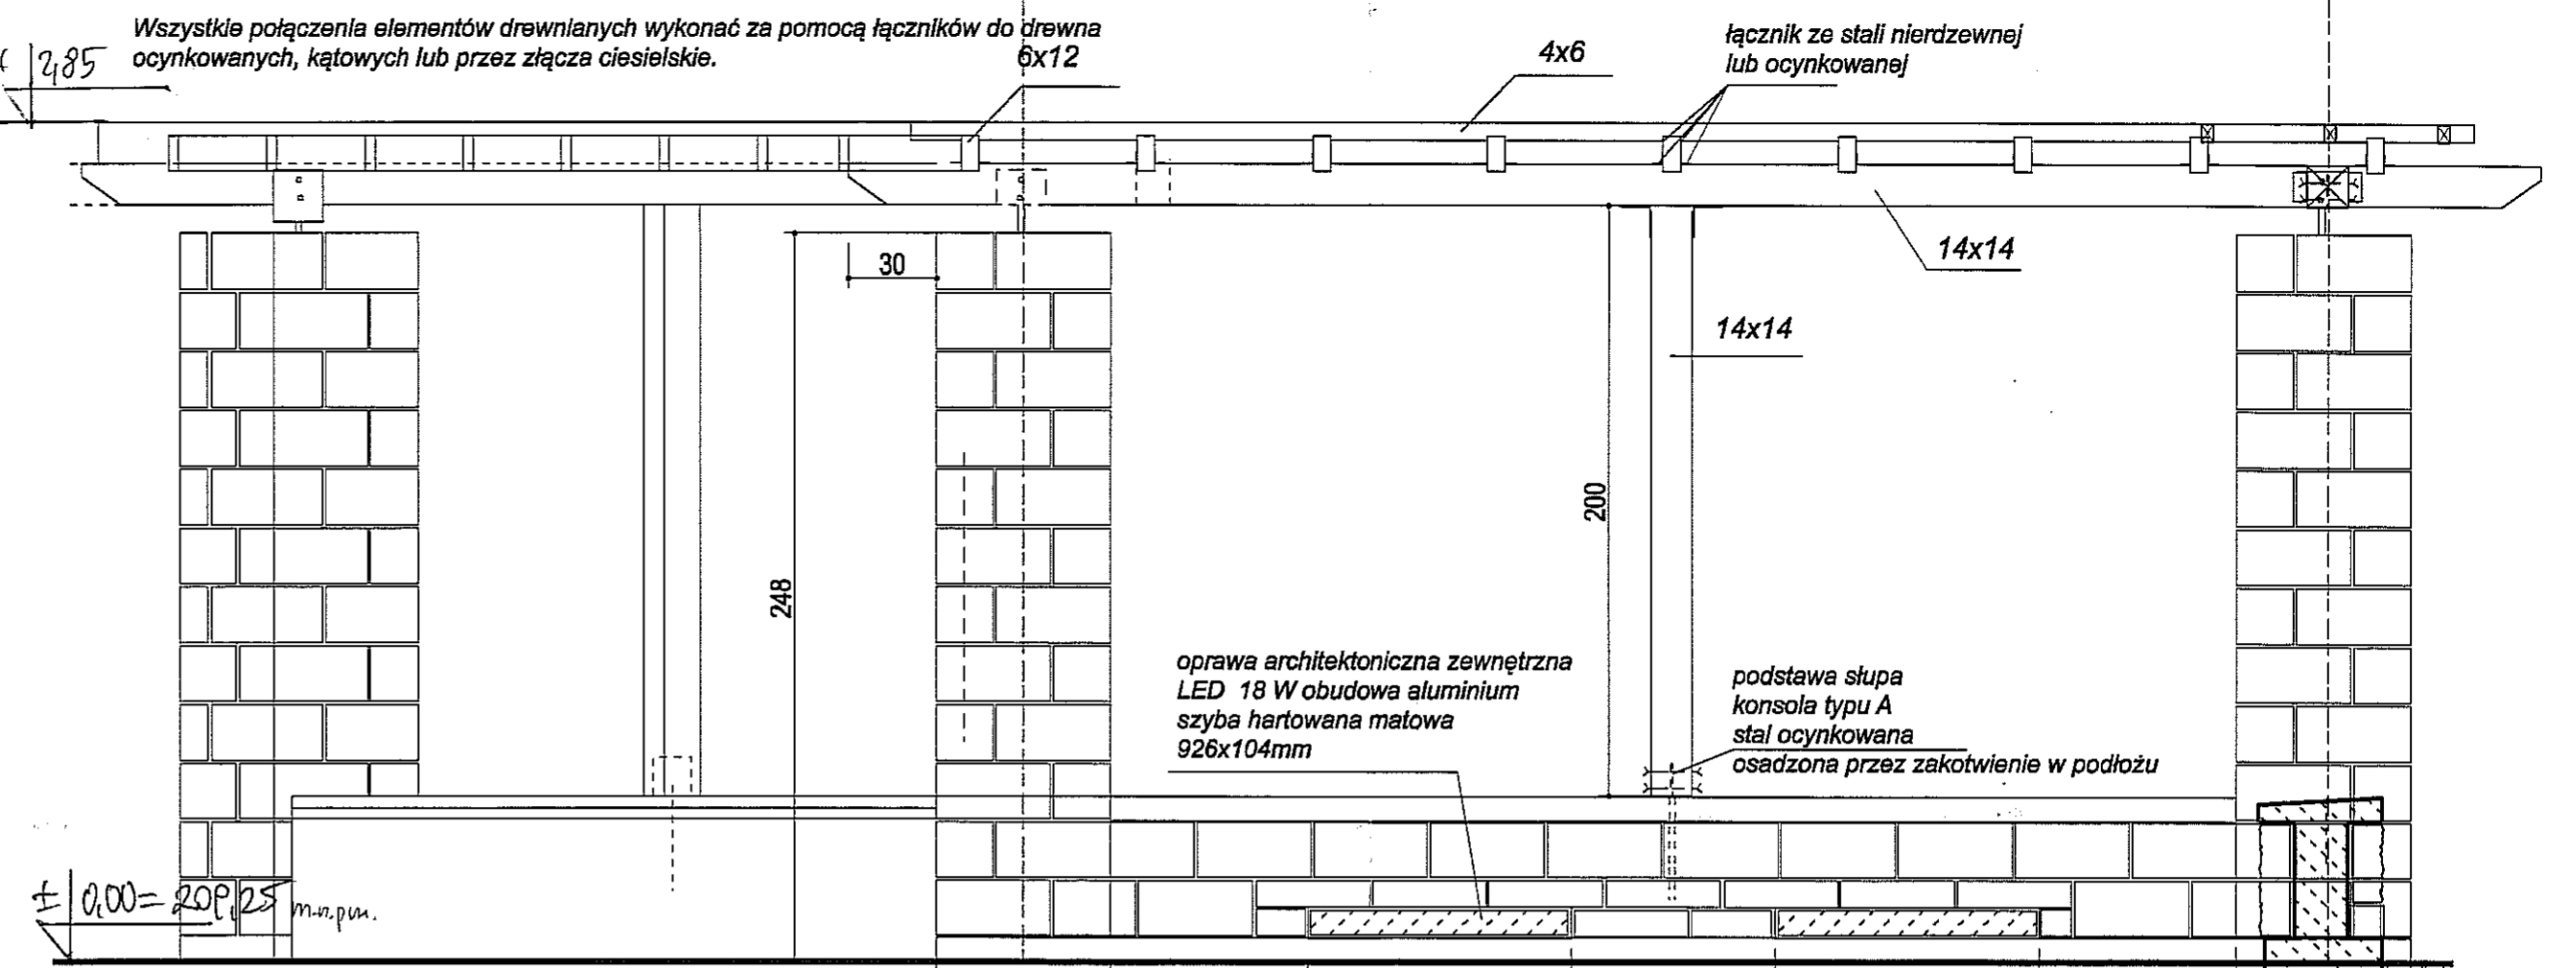 Wszystkie połączenia elementów drewnianych wykonać za pomocą łączników do drewna
ocynkowanych, kątowych lub przez złącza ciesielskie.
2,85
6x12
4x6
łącznik ze stali nierdzewnej
lub ocynkowanej
30
14x14
14x14
200
248
oprawa architektoniczna zewnętrzna
LED 18 W obudowa aluminium
szyba hartowana matowa
926x104mm
podstawa słupa
konsola typu A
stal ocynkowana
osadzona przez zakotwienie w podłożu
± 0,00 = 209,25 m.n.p.m.